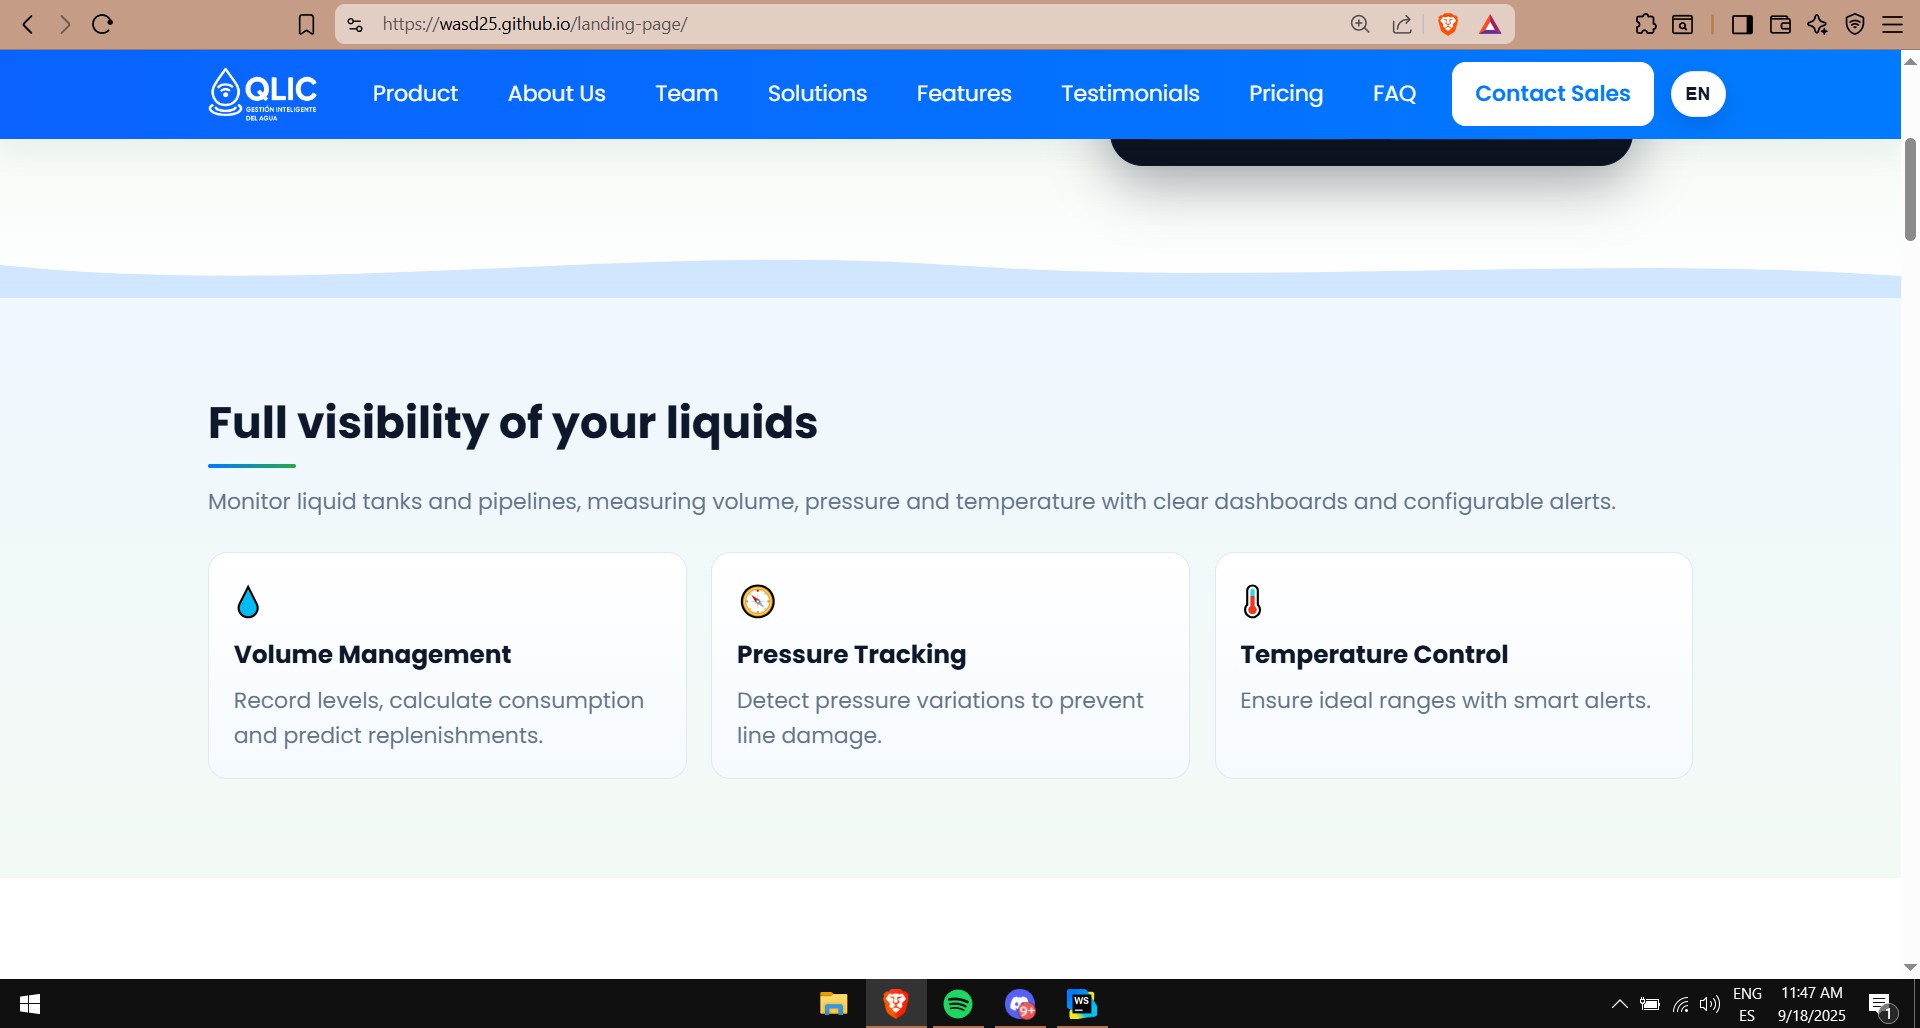 https://wasd25.github.io/landing-page/
QLIC
GESTIÓN INTELIGENTE
DEL AGUA
Product
About Us
Team
Solutions
Features
Testimonials
Pricing
FAQ
Contact Sales
EN
Full visibility of your liquids
Monitor liquid tanks and pipelines, measuring volume, pressure and temperature with clear dashboards and configurable alerts.
Volume Management
Record levels, calculate consumption
and predict replenishments.
Pressure Tracking
Detect pressure variations to prevent
line damage.
Temperature Control
Ensure ideal ranges with smart alerts.
9+
WS
ENG
ES
11:47 AM
9/18/2025
1